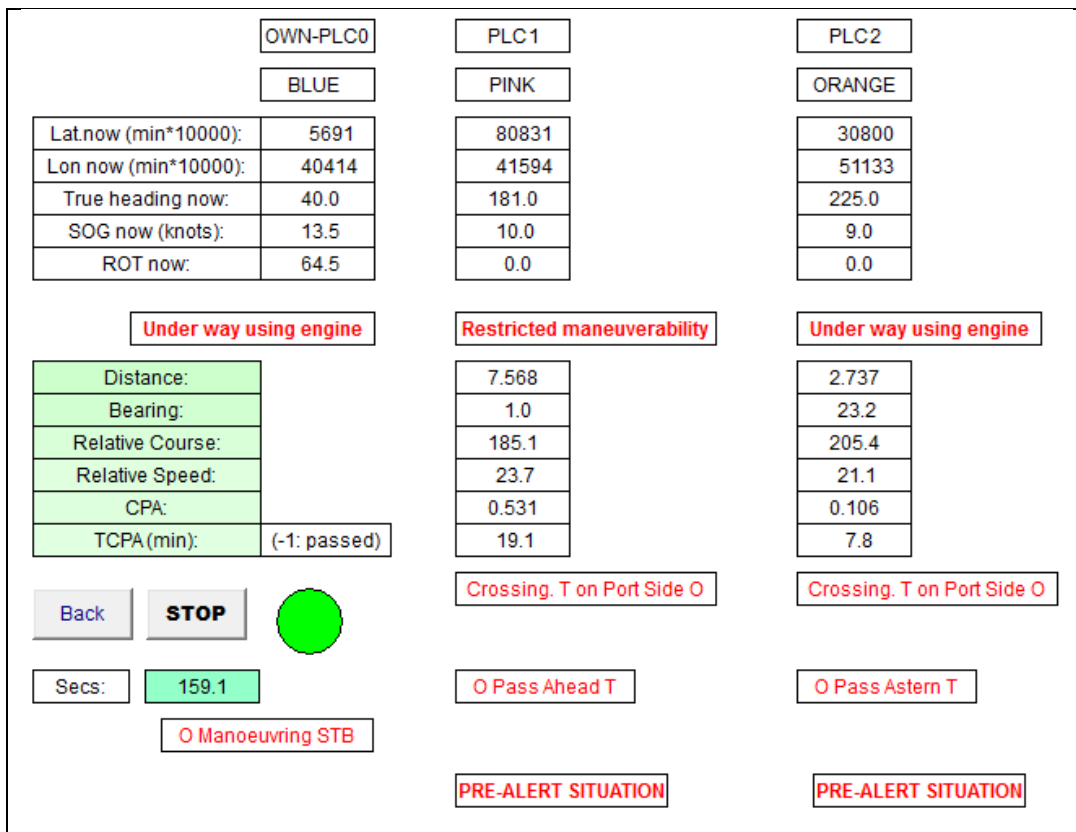 OWN-PLC0 PLC1 PLC2
BLUE PINK ORANGE
Lat.now (min*10000): 5691 80831 30800
Lon now (min*10000): 40414 41594 51133
True heading now: 40.0 181.0 225.0
SOG now (knots): 13.5 10.0 9.0
ROT now: 64.5 0.0 0.0
Under way using engine Restricted maneuverability Under way using engine
Distance: 7.568 2.737
Bearing: 1.0 23.2
Relative Course: 185.1 205.4
Relative Speed: 23.7 21.1
CPA: 0.531 0.106
TCPA (min): (-1: passed) 19.1 7.8
Crossing. T on Port Side O Crossing. T on Port Side O
Back STOP
Secs: 159.1 O Pass Ahead T O Pass Astern T
O Manoeuvring STB
PRE-ALERT SITUATION PRE-ALERT SITUATION